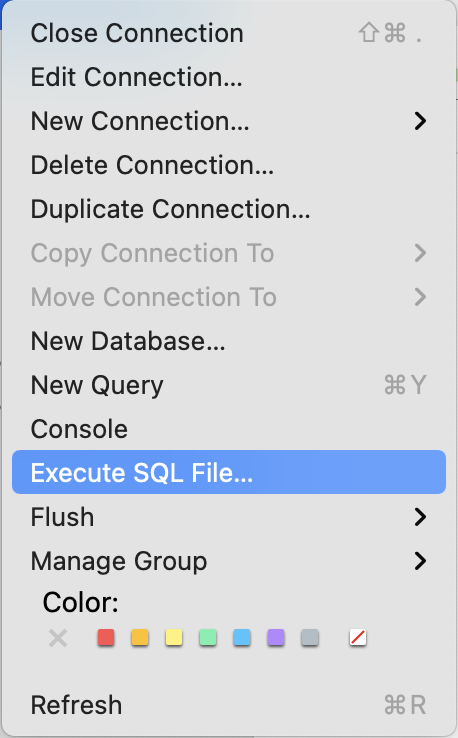 Close Connection ⇧⌘ .
Edit Connection...
New Connection...
Delete Connection...
Duplicate Connection...
Copy Connection To
Move Connection To
New Database...
New Query ⌘Y
Console
Execute SQL File...
Flush
Manage Group
Color:
Refresh ⌘R